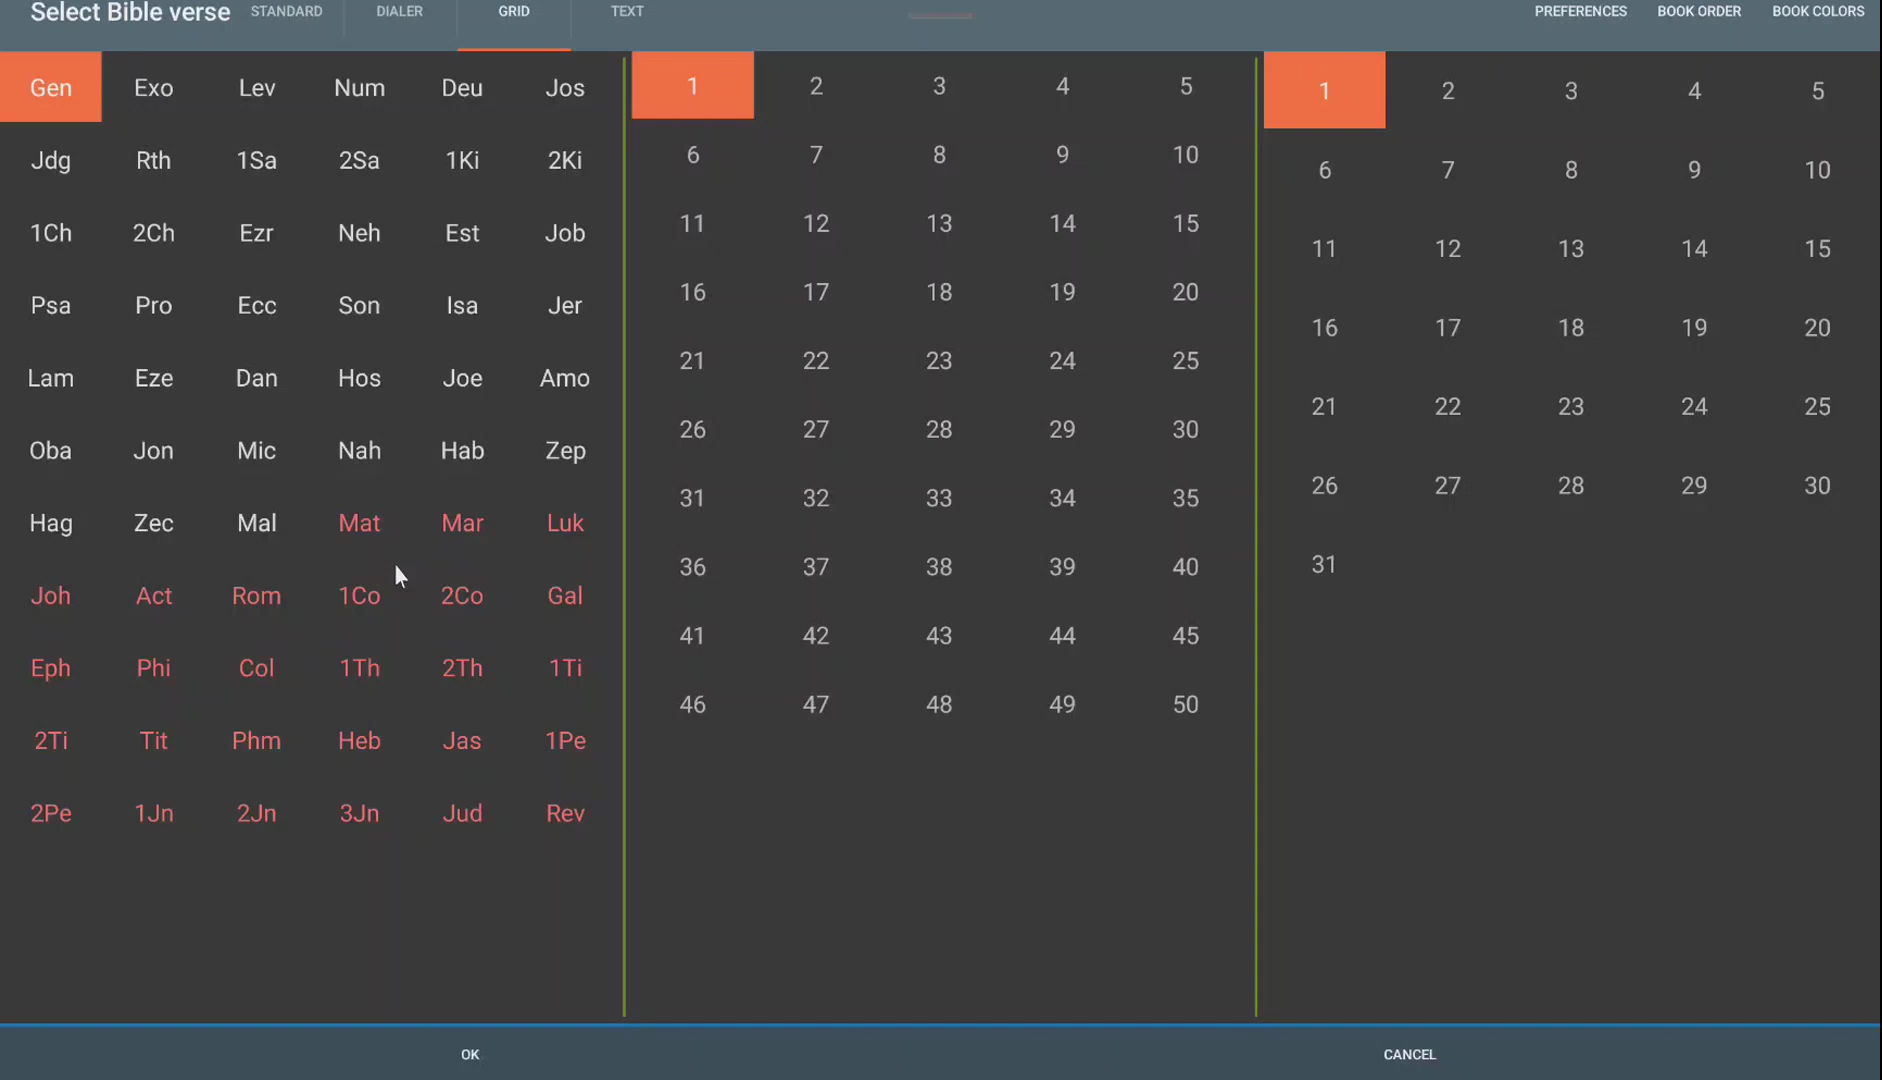 Select Bible verse STANDARD DIALER GRID TEXT PREFERENCES BOOK ORDER BOOK COLORS
Gen Exo Lev Num Deu Jos
Jdg Rth 1Sa 2Sa 1Ki 2Ki
1Ch 2Ch Ezr Neh Est Job
Psa Pro Ecc Son Isa Jer
Lam Eze Dan Hos Joe Amo
Oba Jon Mic Nah Hab Zep
Hag Zec Mal Mat Mar Luk
Joh Act Rom 1Co 2Co Gal
Eph Phi Col 1Th 2Th 1Ti
2Ti Tit Phm Heb Jas 1Pe
2Pe 1Jn 2Jn 3Jn Jud Rev
1 2 3 4 5
6 7 8 9 10
11 12 13 14 15
16 17 18 19 20
21 22 23 24 25
26 27 28 29 30
31 32 33 34 35
36 37 38 39 40
41 42 43 44 45
46 47 48 49 50
1 2 3 4 5
6 7 8 9 10
11 12 13 14 15
16 17 18 19 20
21 22 23 24 25
26 27 28 29 30
31
OK CANCEL